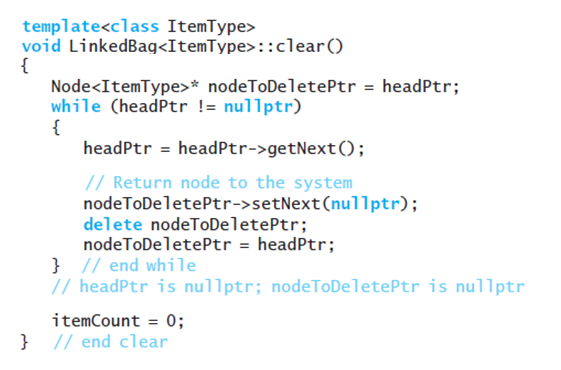 template<class ItemType>
void LinkedBag<ItemType>::clear()
{
    Node<ItemType>* nodeToDeletePtr = headPtr;
    while (headPtr != nullptr)
    {
        headPtr = headPtr->getNext();

        // Return node to the system
        nodeToDeletePtr->setNext(nullptr);
        delete nodeToDeletePtr;
        nodeToDeletePtr = headPtr;
    }  // end while
    // headPtr is nullptr; nodeToDeletePtr is nullptr

    itemCount = 0;
}  // end clear